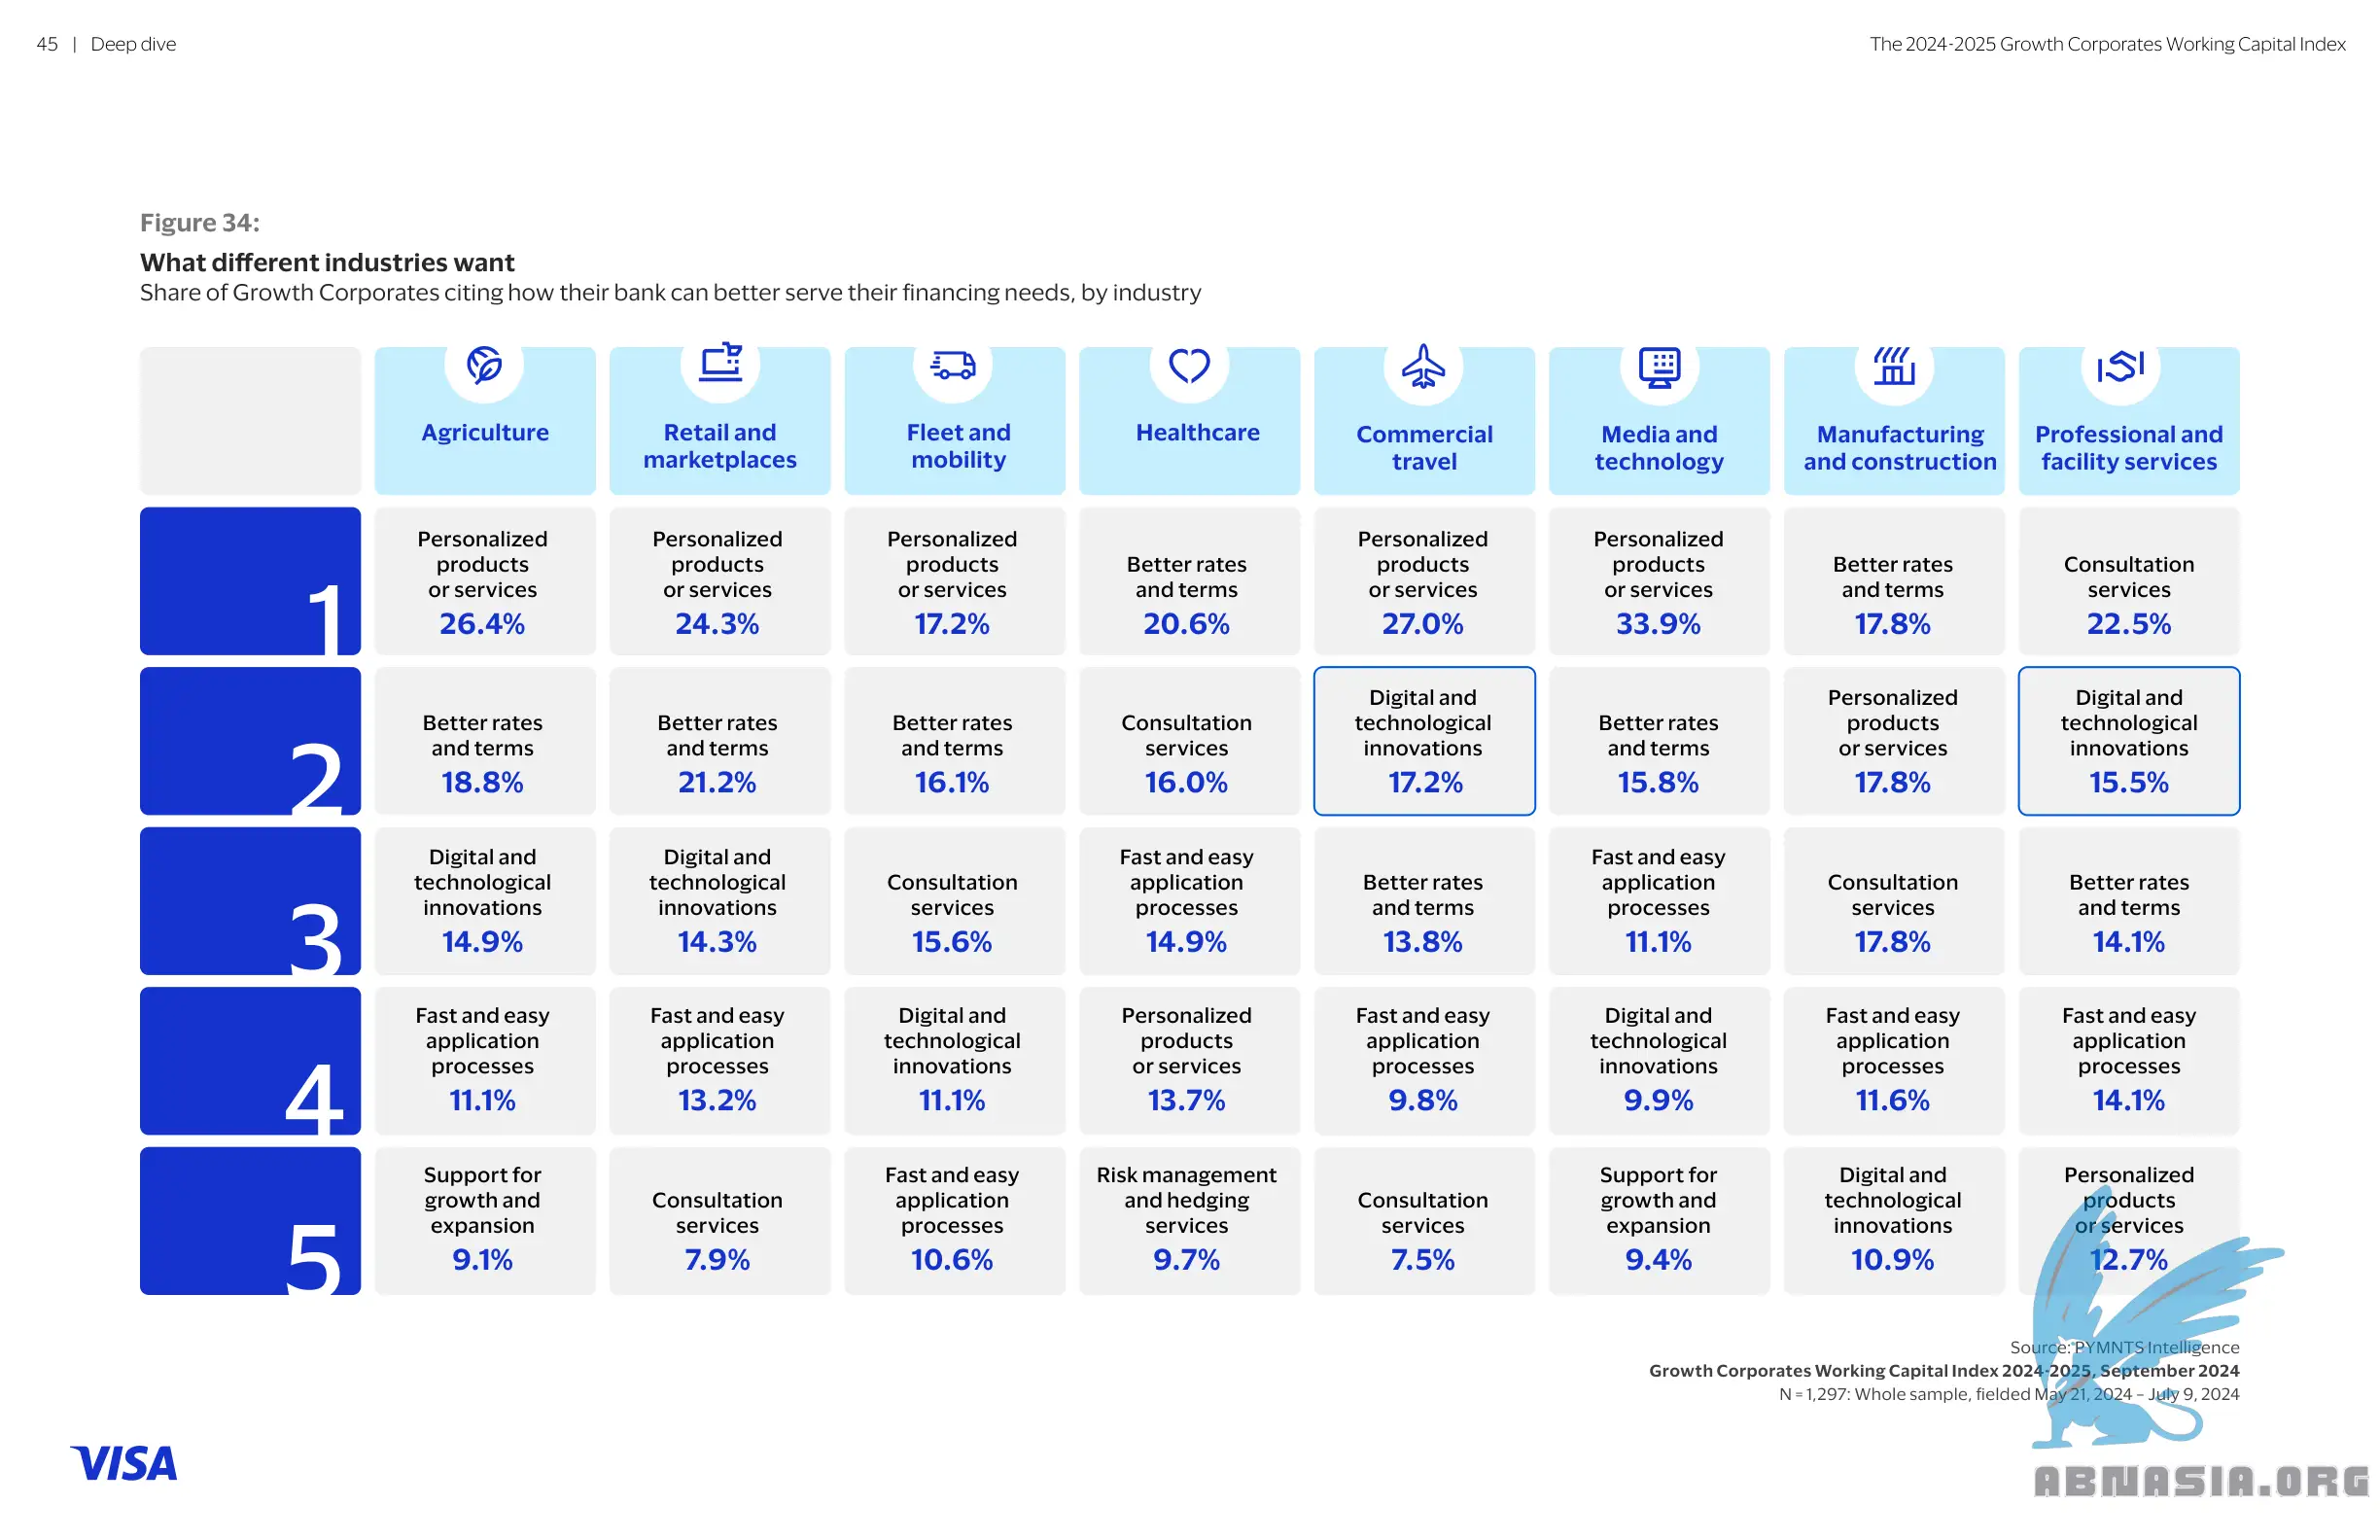 45 | Deep dive
The 2024-2025 Growth Corporates Working Capital Index
Figure 34:
What different industries want
Share of Growth Corporates citing how their bank can better serve their financing needs, by industry
Agriculture
Retail and
marketplaces
Fleet and
mobility
Healthcare
Commercial
travel
Media and
technology
Manufacturing
and construction
Professional and
facility services
1
Personalized
products
or services
26.4%
Personalized
products
or services
24.3%
Personalized
products
or services
17.2%
Better rates
and terms
20.6%
Personalized
products
or services
27.0%
Personalized
products
or services
33.9%
Better rates
and terms
17.8%
Consultation
services
22.5%
2
Better rates
and terms
18.8%
Better rates
and terms
21.2%
Better rates
and terms
16.1%
Consultation
services
16.0%
Digital and
technological
innovations
17.2%
Better rates
and terms
15.8%
Personalized
products
or services
17.8%
Digital and
technological
innovations
15.5%
3
Digital and
technological
innovations
14.9%
Digital and
technological
innovations
14.3%
Consultation
services
15.6%
Fast and easy
application
processes
14.9%
Better rates
and terms
13.8%
Fast and easy
application
processes
11.1%
Consultation
services
17.8%
Better rates
and terms
14.1%
4
Fast and easy
application
processes
11.1%
Fast and easy
application
processes
13.2%
Digital and
technological
innovations
11.1%
Personalized
products
or services
13.7%
Fast and easy
application
processes
9.8%
Digital and
technological
innovations
9.9%
Fast and easy
application
processes
11.6%
Fast and easy
application
processes
14.1%
5
Support for
growth and
expansion
9.1%
Consultation
services
7.9%
Fast and easy
application
processes
10.6%
Risk management
and hedging
services
9.7%
Consultation
services
7.5%
Support for
growth and
expansion
9.4%
Digital and
technological
innovations
10.9%
Personalized
products
or services
12.7%
Source: PYMNTS Intelligence
Growth Corporates Working Capital Index 2024-2025, September 2024
N = 1,297: Whole sample, fielded May 21, 2024 – July 9, 2024
VISA
ABNASIA.ORG